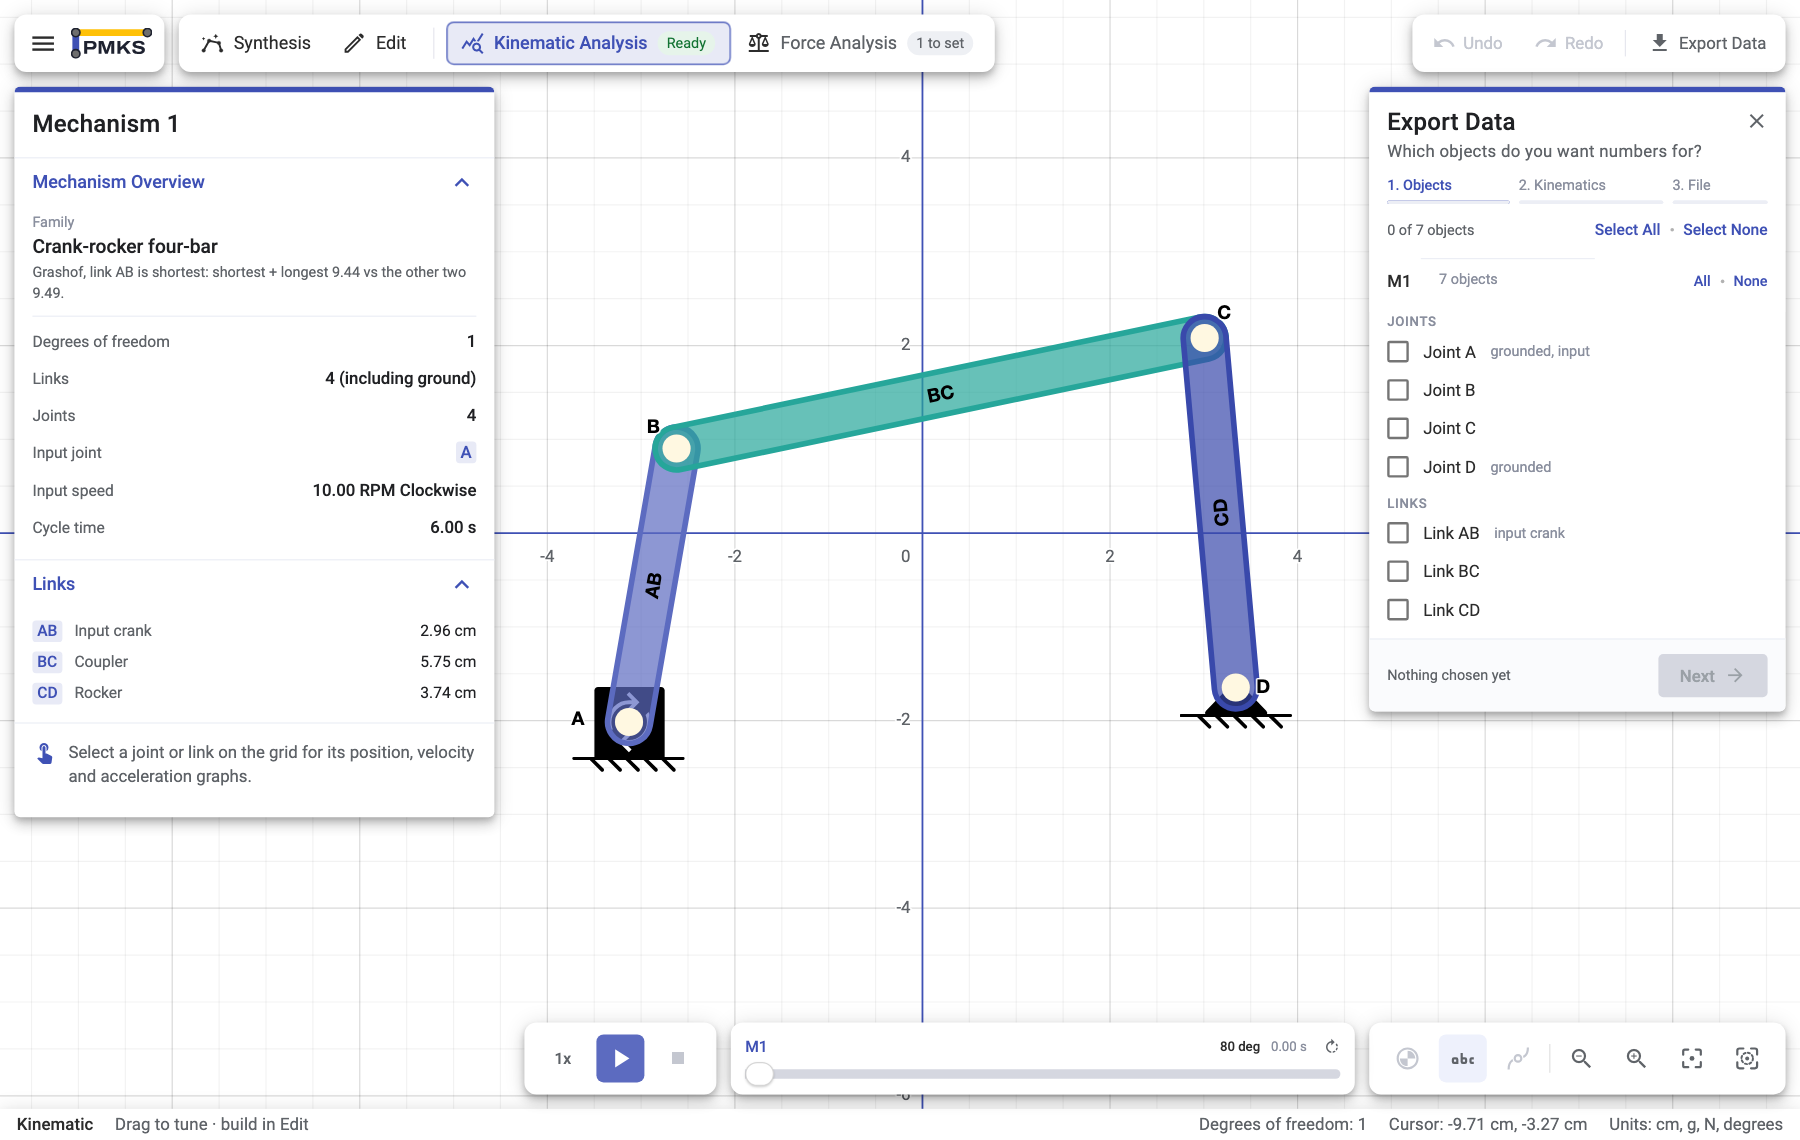 PMKS
Synthesis
Edit
Kinematic Analysis Ready
Force Analysis 1 to set
Undo
Redo
Export Data
Mechanism 1
Mechanism Overview
Family
Crank-rocker four-bar
Grashof, link AB is shortest: shortest + longest 9.44 vs the other two
9.49.
Degrees of freedom 1
Links 4 (including ground)
Joints 4
Input joint A
Input speed 10.00 RPM Clockwise
Cycle time 6.00 s
Links
AB Input crank 2.96 cm
BC Coupler 5.75 cm
CD Rocker 3.74 cm
Select a joint or link on the grid for its position, velocity
and acceleration graphs.
4
2
-4 -2 0 2 4
-2
-4
A
B
C
D
AB
BC
CD
Export Data
Which objects do you want numbers for?
1. Objects 2. Kinematics 3. File
0 of 7 objects Select All • Select None
M1 7 objects All • None
JOINTS
Joint A grounded, input
Joint B
Joint C
Joint D grounded
LINKS
Link AB input crank
Link BC
Link CD
Nothing chosen yet Next
1x
M1 80 deg 0.00 s
abc
Kinematic Drag to tune · build in Edit
Degrees of freedom: 1 Cursor: -9.71 cm, -3.27 cm Units: cm, g, N, degrees